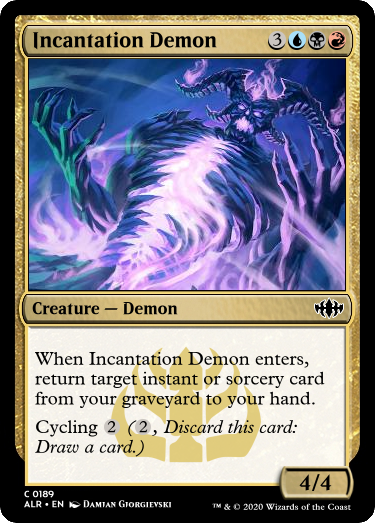 Incantation Demon 3
Creature — Demon
When Incantation Demon enters,
return target instant or sorcery card
from your graveyard to your hand.
Cycling 2 (2, Discard this card:
Draw a card.)
4/4
C 0189
ALR • EN Damian Giorgievski
™ & © 2020 Wizards of the Coast